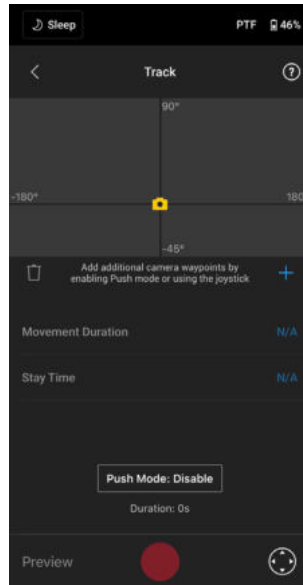 Sleep PTF 46%
Track
90°
-180° 180
-45°
Add additional camera waypoints by
enabling Push mode or using the joystick
Movement Duration N/A
Stay Time N/A
Push Mode: Disable
Duration: 0s
Preview